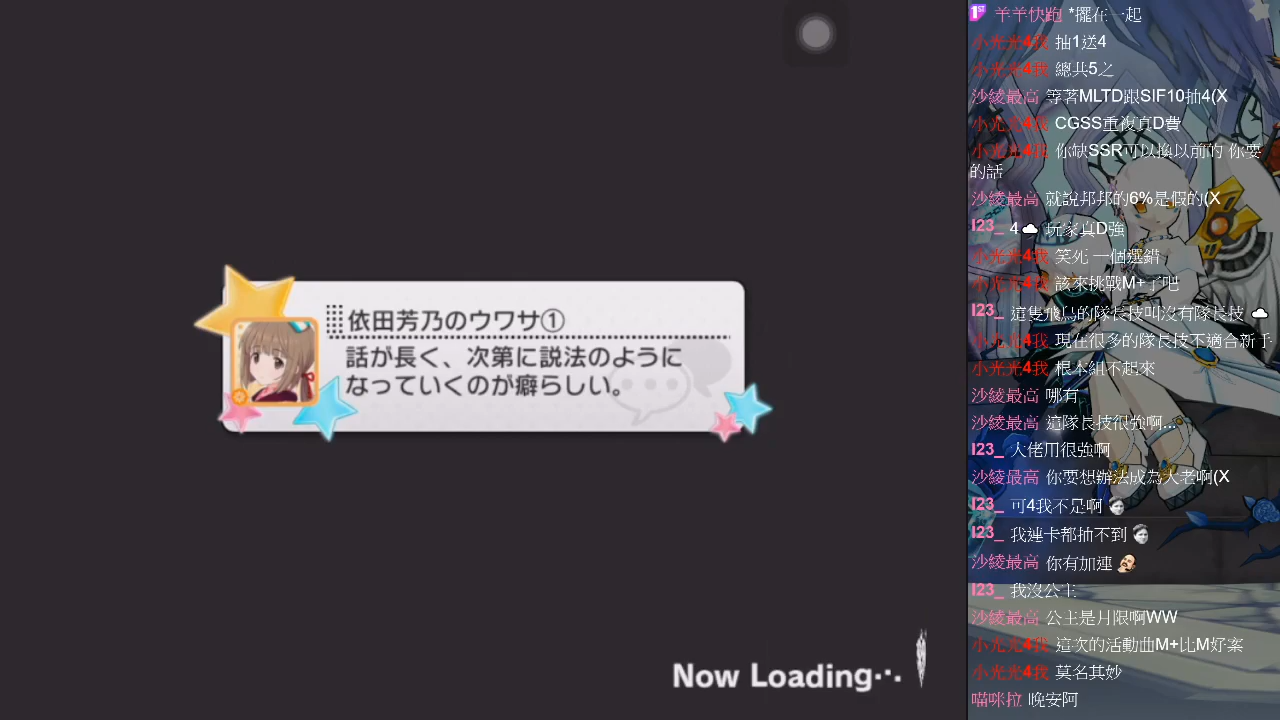 依田芳乃のウワサ①
話が長く、次第に説法のように
なっていくのが癖らしい。
Now Loading···
羊羊快跑 *擺在一起
小光光4我 抽1送4
小光光4我 總共5之
沙綾最高 等著MLTD跟SIF10抽4(X
小光光4我 CGSS重複真D費
小光光4我 你缺SSR可以換以前的 你要
的話
沙綾最高 就說邦邦的6%是假的(X
I23_ 4 玩家真D強
小光光4我 笑死 一個選錯
小光光4我 該來挑戰M+了吧
I23_ 這隻飛鳥的隊長技叫沒有隊長技
小光光4我 現在很多的隊長技不適合新手
小光光4我 根本組不起來
沙綾最高 哪有
沙綾最高 這隊長技很強啊...
I23_ 大佬用很強啊
沙綾最高 你要想辦法成為大老啊(X
I23_ 可4我不是啊
I23_ 我連卡都抽不到
沙綾最高 你有加連
I23_ 我沒公主
沙綾最高 公主是月限啊WW
小光光4我 這次的活動曲M+比M好案
小光光4我 莫名其妙
喵咪拉 晚安阿